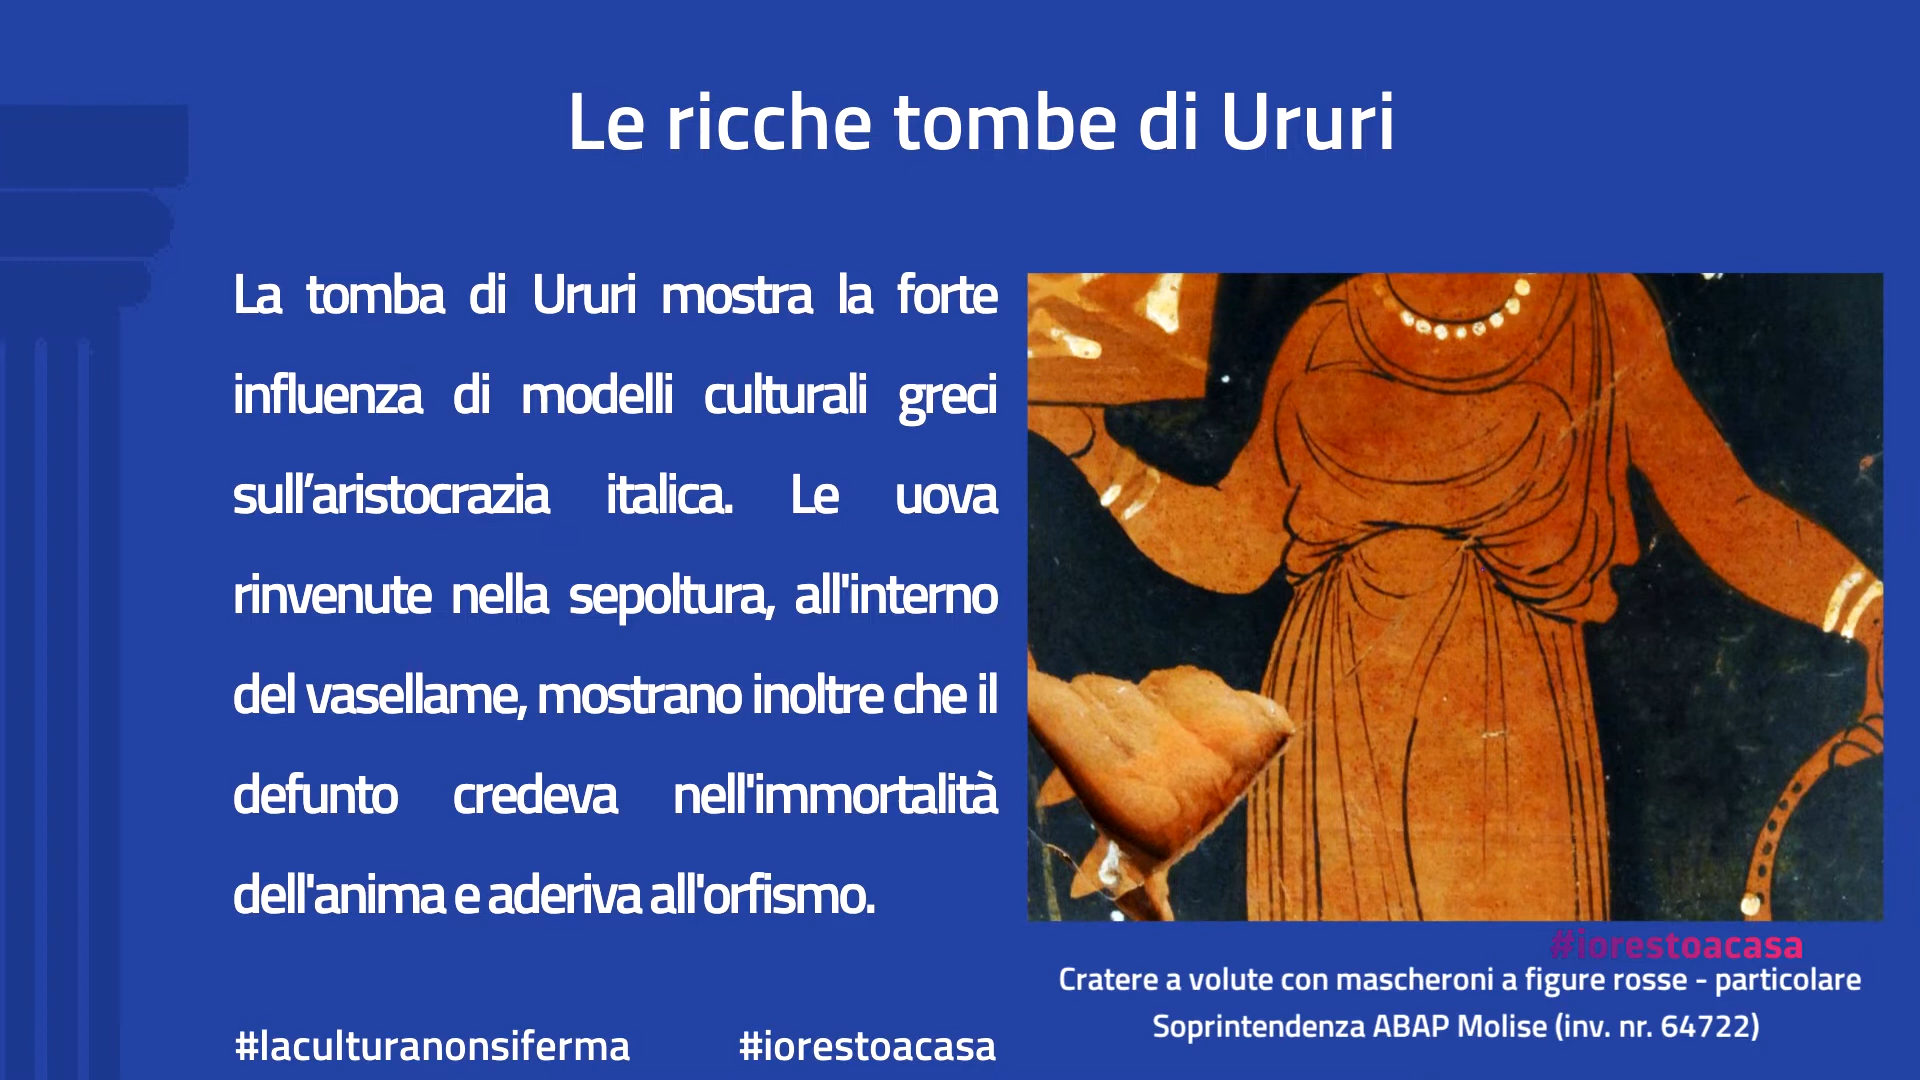 Le ricche tombe di Ururi
La tomba di Ururi mostra la forte
influenza di modelli culturali greci
sull’aristocrazia italica. Le uova
rinvenute nella sepoltura, all'interno
del vasellame, mostrano inoltre che il
defunto credeva nell'immortalità
dell'anima e aderiva all'orfismo.
#iorestoacasa
Cratere a volute con mascheroni a figure rosse - particolare
Soprintendenza ABAP Molise (inv. nr. 64722)
#laculturanonsiferma #iorestoacasa